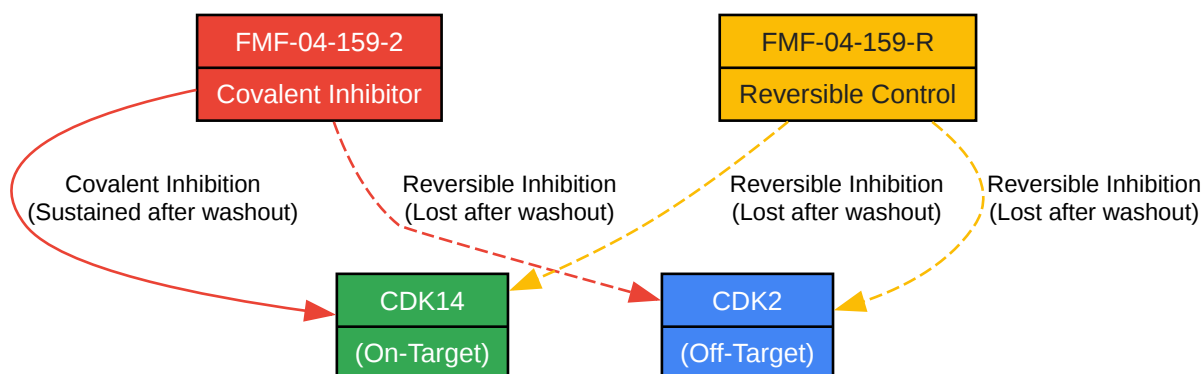 FMF-04-159-2
Covalent Inhibitor
FMF-04-159-R
Reversible Control
Covalent Inhibition
(Sustained after washout)
Reversible Inhibition
(Lost after washout)
Reversible Inhibition
(Lost after washout)
Reversible Inhibition
(Lost after washout)
CDK14
(On-Target)
CDK2
(Off-Target)